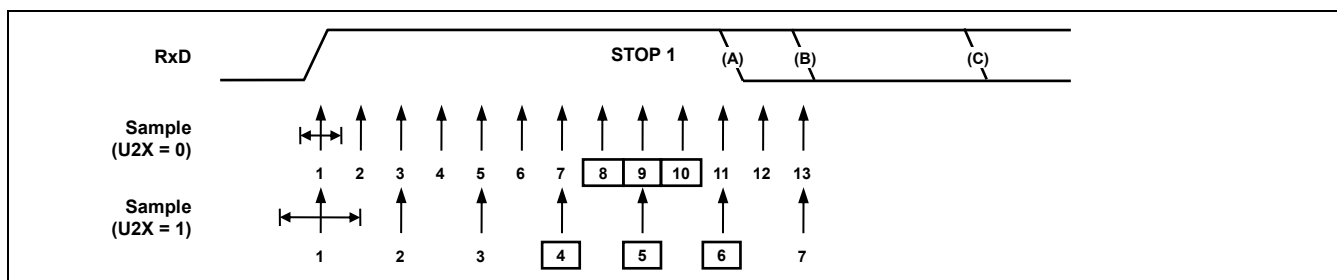 RxD STOP 1 (A) (B) (C)
Sample
(U2X = 0)
1 2 3 4 5 6 7 8 9 10 11 12 13
Sample
(U2X = 1)
1 2 3 4 5 6 7